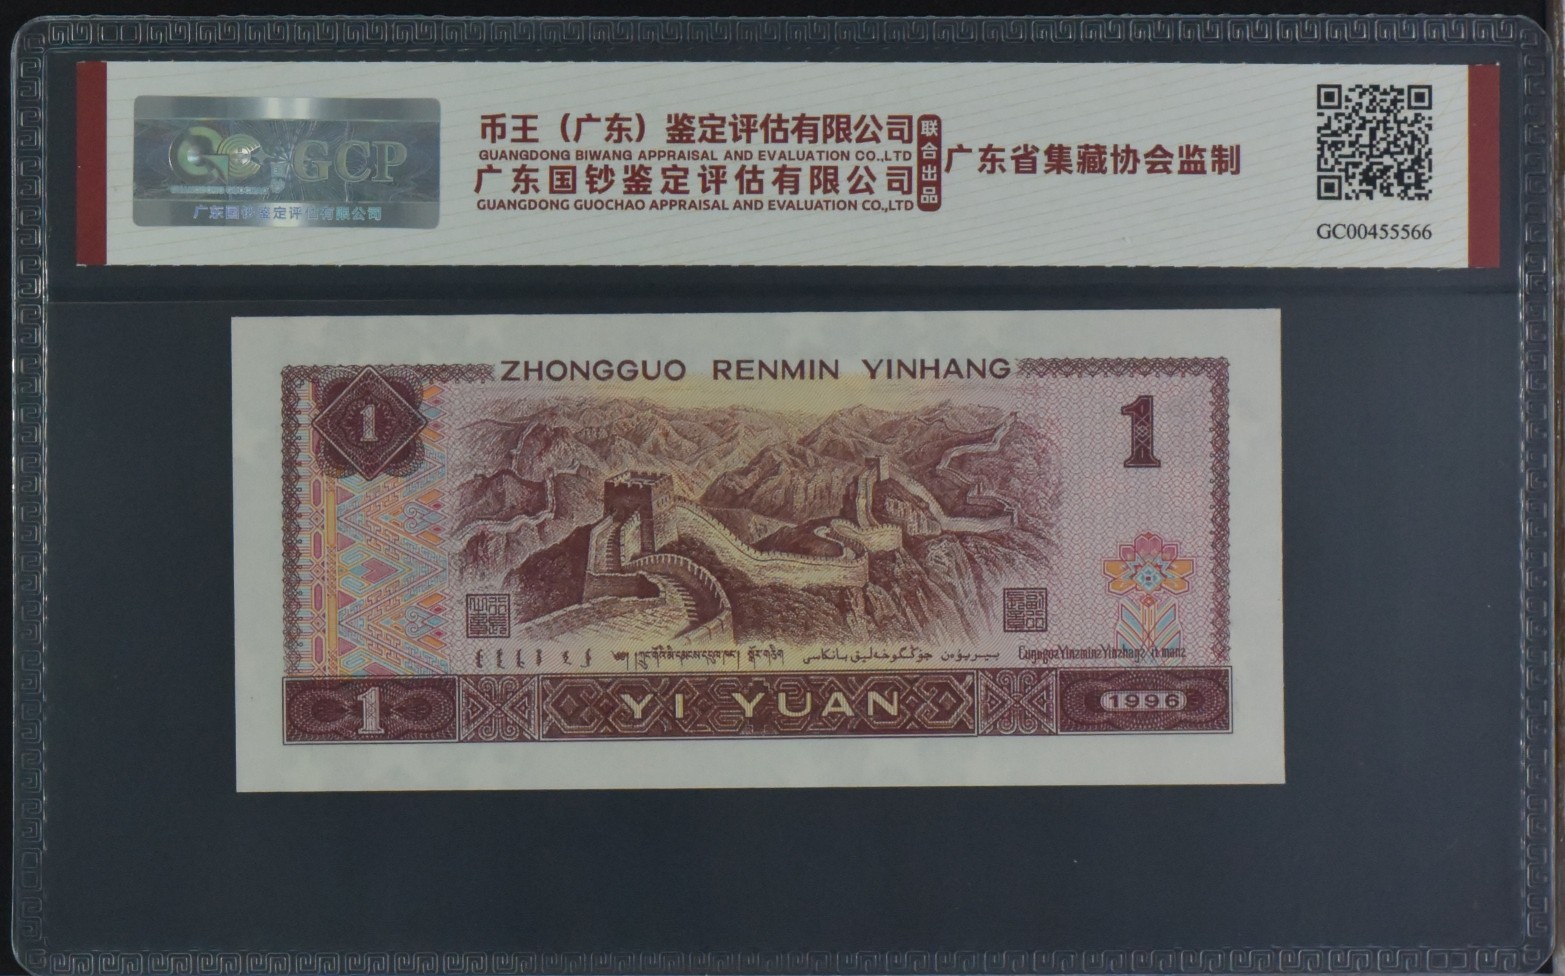 GCP
广东国钞鉴定评估有限公司
币王（广东）鉴定评估有限公司
GUANGDONG BIWANG APPRAISAL AND EVALUATION CO.,LTD
广东国钞鉴定评估有限公司
GUANGDONG GUOCHAO APPRAISAL AND EVALUATION CO.,LTD
联合出品
广东省集藏协会监制
GC00455566
ZHONGGUO RENMIN YINHANG
1
1
1
YI YUAN
1996